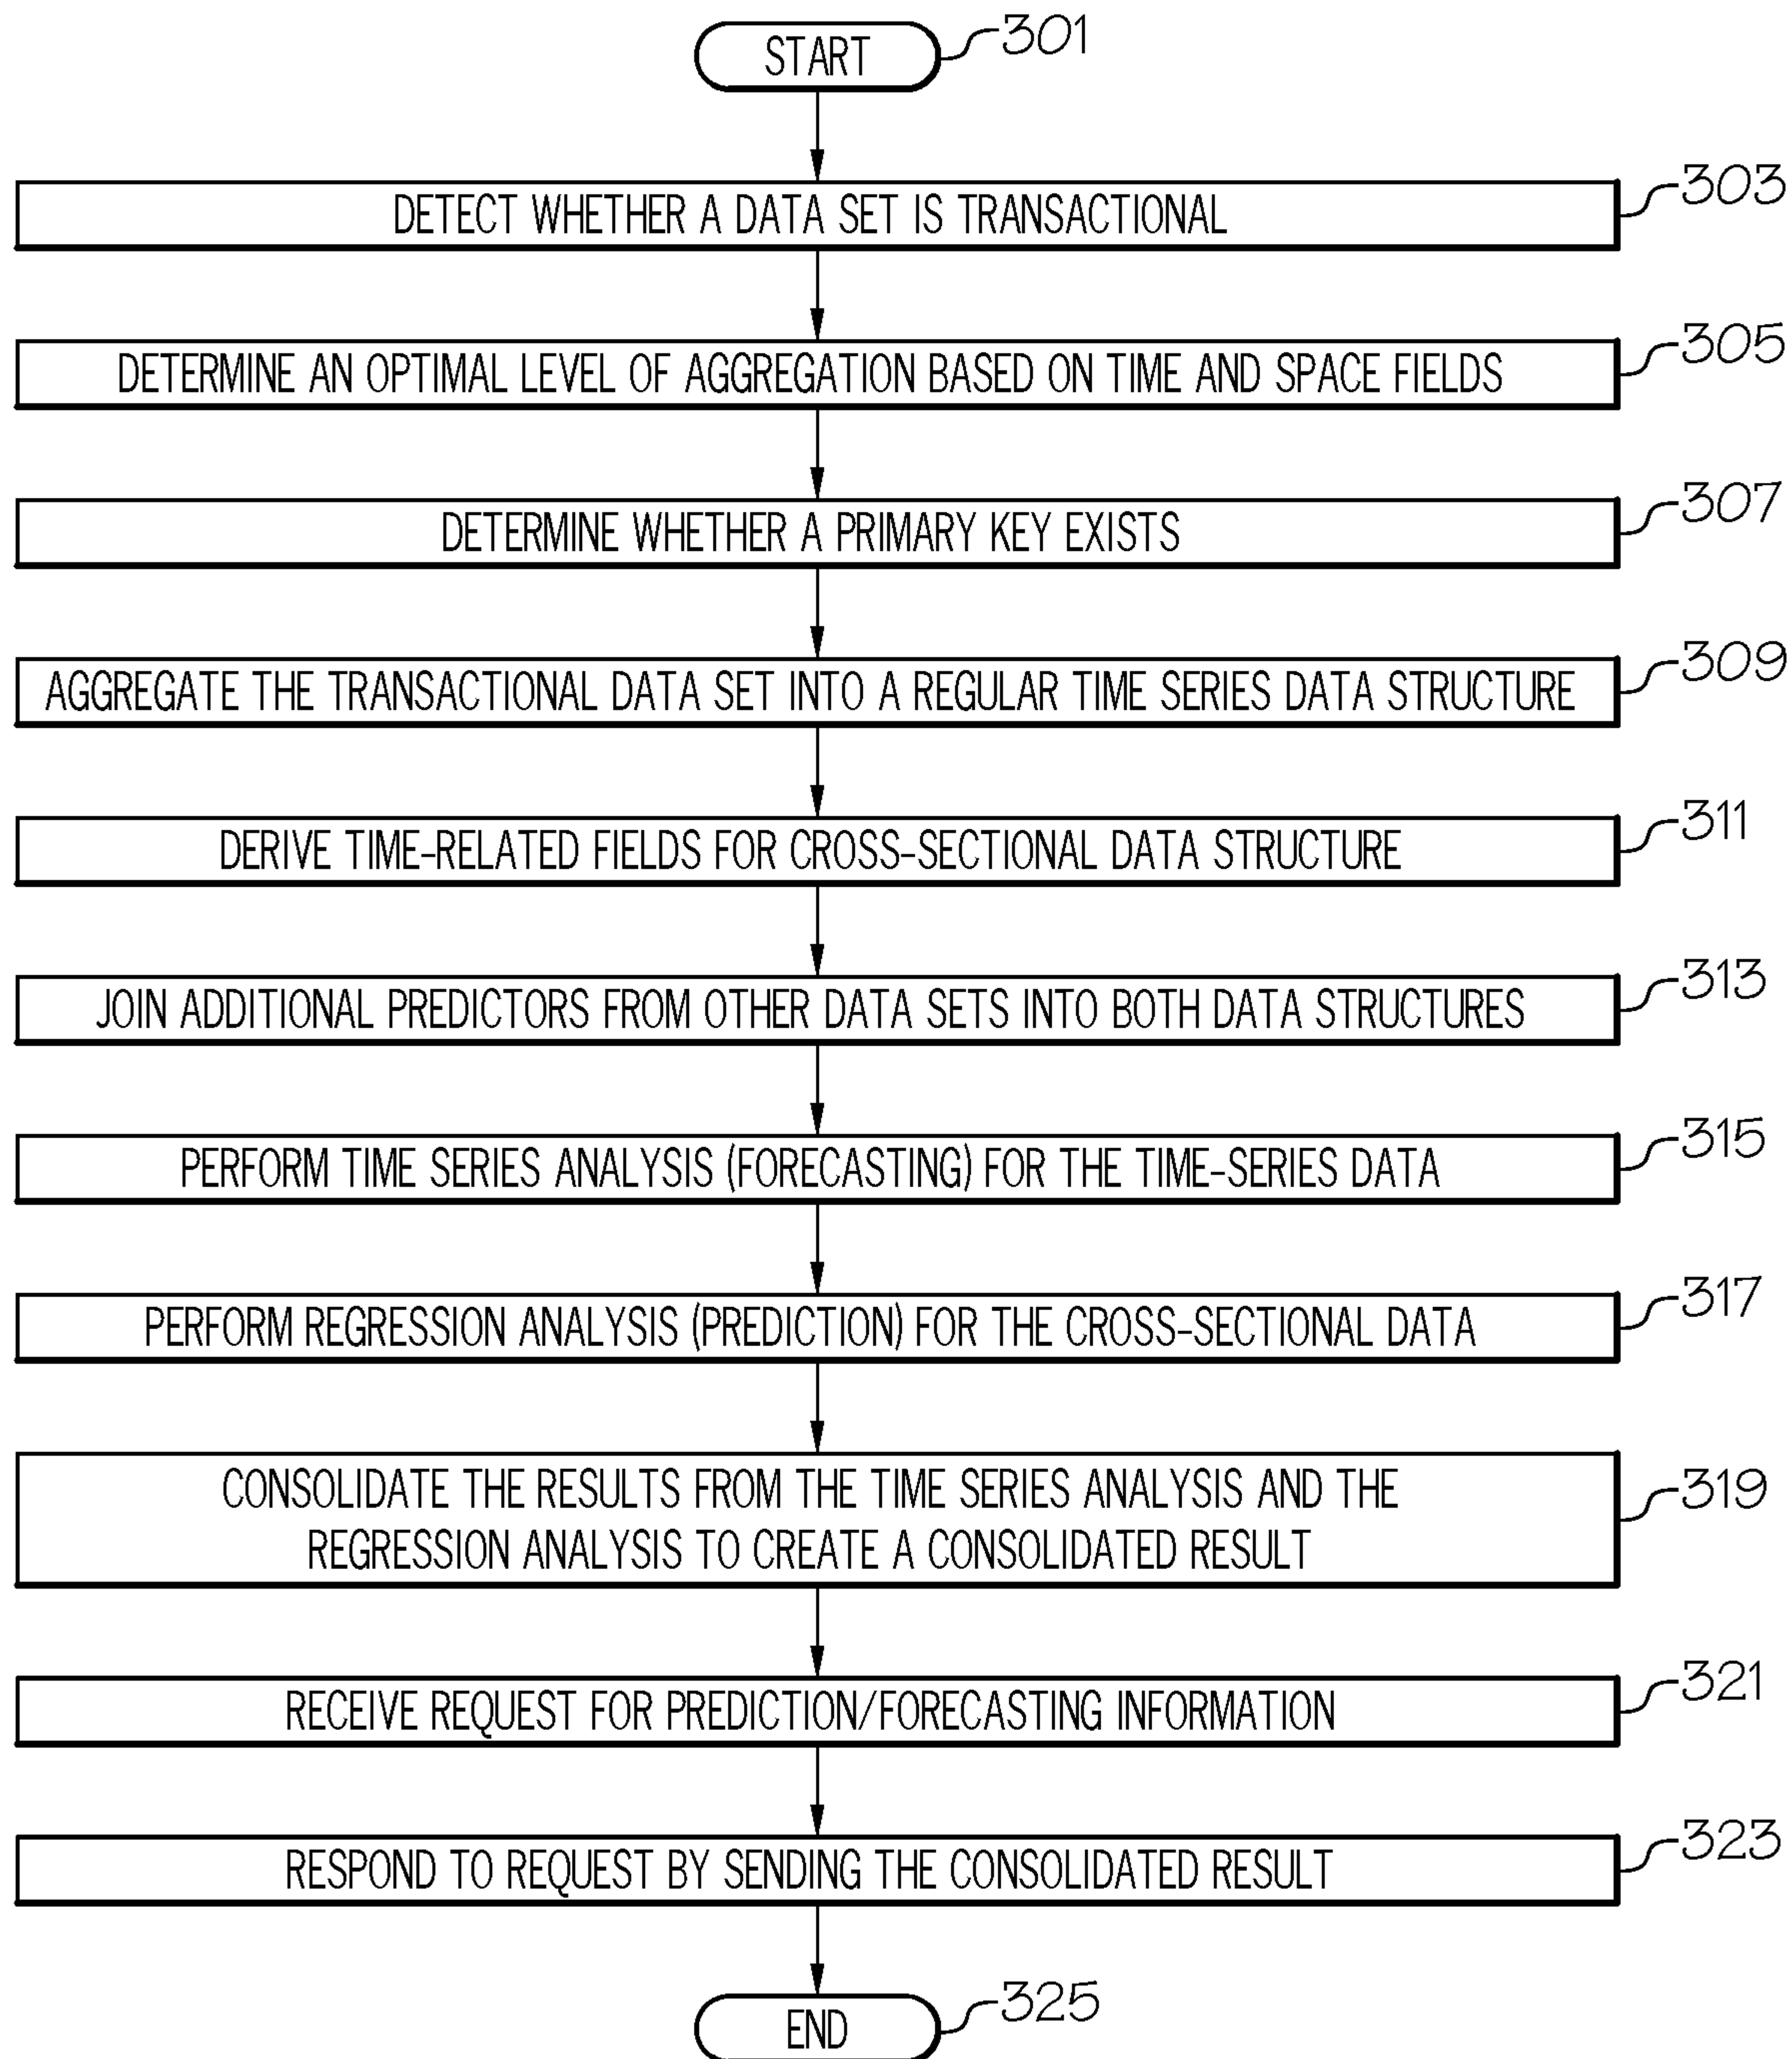 START
301
DETECT WHETHER A DATA SET IS TRANSACTIONAL
303
DETERMINE AN OPTIMAL LEVEL OF AGGREGATION BASED ON TIME AND SPACE FIELDS
305
DETERMINE WHETHER A PRIMARY KEY EXISTS
307
AGGREGATE THE TRANSACTIONAL DATA SET INTO A REGULAR TIME SERIES DATA STRUCTURE
309
DERIVE TIME-RELATED FIELDS FOR CROSS-SECTIONAL DATA STRUCTURE
311
JOIN ADDITIONAL PREDICTORS FROM OTHER DATA SETS INTO BOTH DATA STRUCTURES
313
PERFORM TIME SERIES ANALYSIS (FORECASTING) FOR THE TIME-SERIES DATA
315
PERFORM REGRESSION ANALYSIS (PREDICTION) FOR THE CROSS-SECTIONAL DATA
317
CONSOLIDATE THE RESULTS FROM THE TIME SERIES ANALYSIS AND THE
REGRESSION ANALYSIS TO CREATE A CONSOLIDATED RESULT
319
RECEIVE REQUEST FOR PREDICTION/FORECASTING INFORMATION
321
RESPOND TO REQUEST BY SENDING THE CONSOLIDATED RESULT
323
END
325